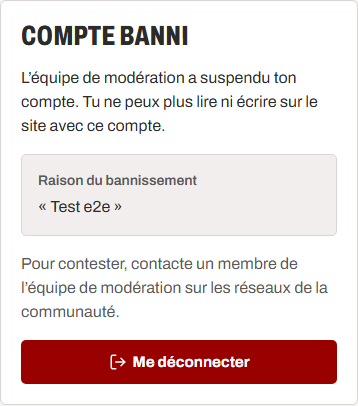 COMPTE BANNI
L'équipe de modération a suspendu ton
compte. Tu ne peux plus lire ni écrire sur le
site avec ce compte.
Raison du bannissement
« Test e2e »
Pour contester, contacte un membre de
l'équipe de modération sur les réseaux de la
communauté.
Me déconnecter